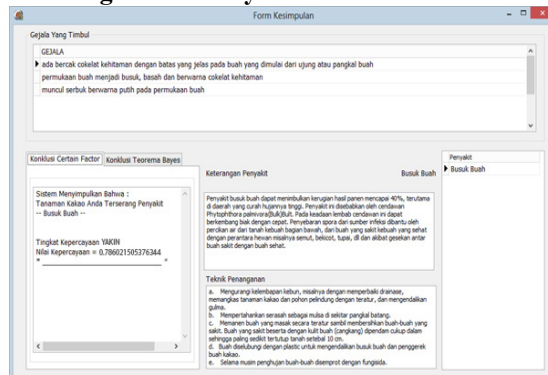 Form Kesimpulan
Gejala Yang Timbul
GEJALA
ada bercak cokelat kehitaman dengan batas yang jelas pada buah yang dimulai dari ujung atau pangkal buah
permukaan buah menjadi busuk, basah dan berwarna cokelat kehitaman
muncul serbuk berwarna putih pada permukaan buah
Konklusi Certain Factor Konklusi Teorema Bayes
Sistem Menyimpulkan Bahwa :
Tanaman Kakao Anda Terserang Penyakit
-- Busuk Buah --
Tingkat Kepercayaan YAKIN
Nilai Kepercayaan = 0,786021505376344
*_____________________*
Keterangan Penyakit Busuk Buah
Penyakit busuk buah dapat menimbulkan kerugian hasil panen mencapai 40%, terutama
di daerah yang curah hujannya tinggi. Penyakit ini disebabkan oleh cendawan
Phytophthora palmivora(Bulk)Bult. Pada keadaan lembab cendawan ini dapat
berkembang biak dengan cepat. Penyebaran spora dari sumber infeksi dibantu oleh
percikan air dari tanah kebuah bagian bawah, dari buah yang sakit kebuah yang sehat
dengan perantara hewan misalnya semut, bekicot, tupai, dll dan akibat gesekan antar
buah sakit dengan buah sehat.
Teknik Penanganan
a. Mengurangi kelembapan kebun, misalnya dengan memperbaiki drainase,
memangkas tanaman kakao dan pohon pelindung dengan teratur, dan mengendalikan
gulma.
b. Mempertahankan serasah sebagai mulsa di sekitar pangkal batang.
c. Memanen buah yang masak secara teratur sambil membersihkan buah-buah yang
sakit. Buah yang sakit beserta dengan kulit buah (cangkang) dipendam cukup dalam
sehingga paling sedikit tertutup tanah setebal 10 cm.
d. Buah diselubungi dengan plastic untuk mengendalikan busuk buah dan penggerek
buah kakao.
e. Selama musim penghujan buah-buah disemprot dengan fungisida.
Penyakit
Busuk Buah